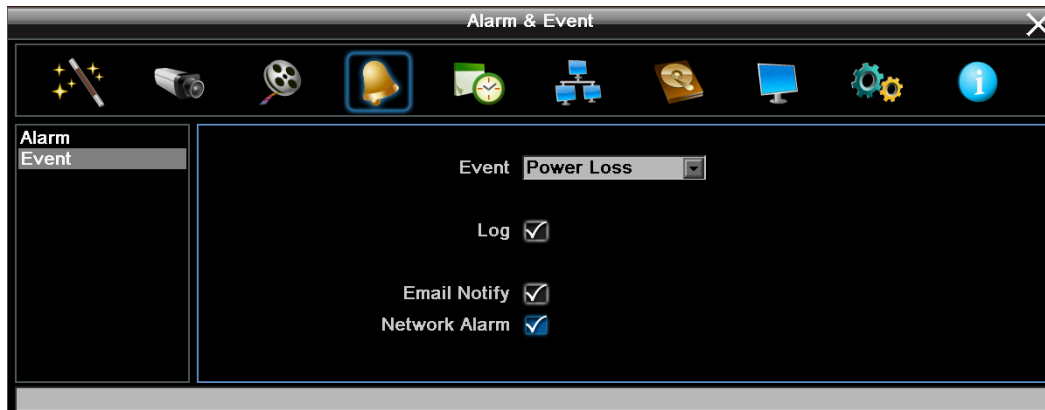 Alarm & Event
Alarm
Event
Event Power Loss
Log
Email Notify
Network Alarm